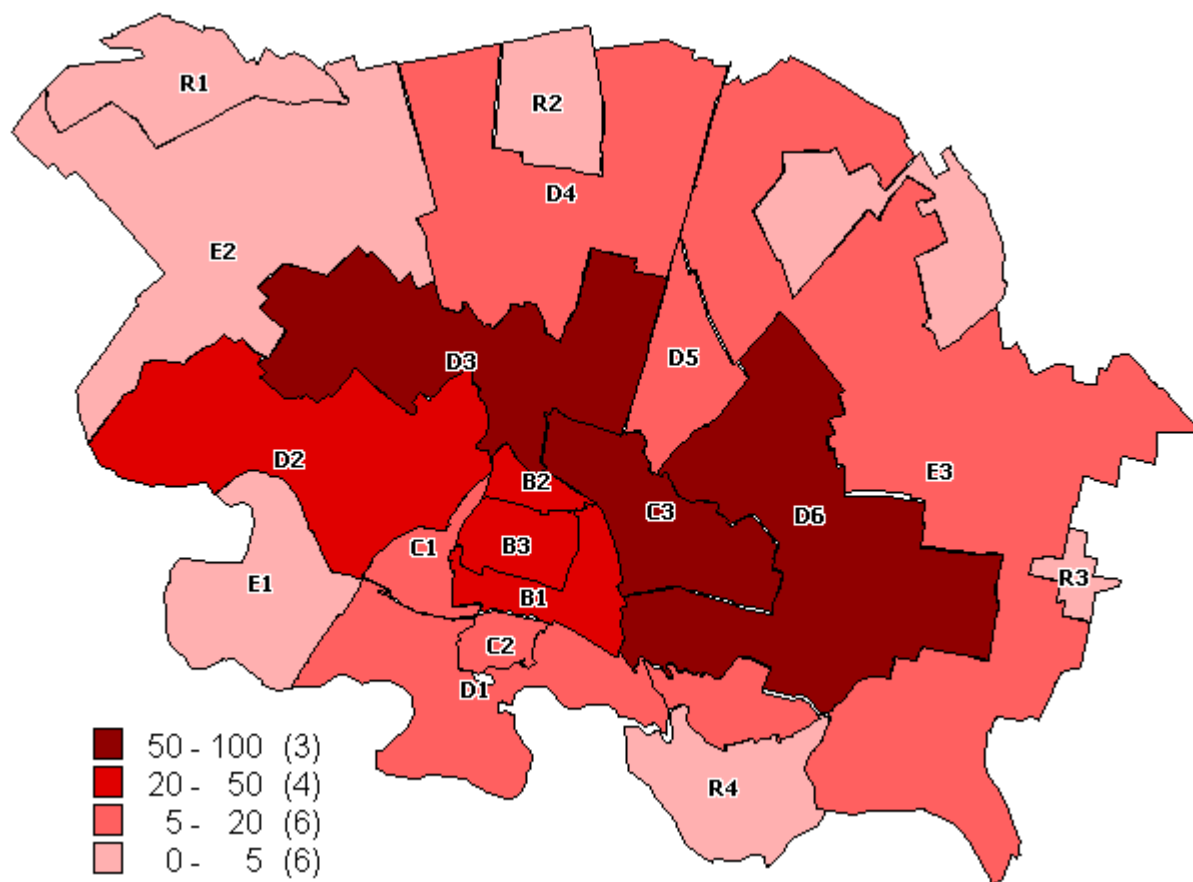 R1
R2
D4
E2
D3
D5
D2
E3
B2
C3
D6
B3
C1
R3
E1
B1
C2
D1
R4
50 - 100 (3)
20 - 50 (4)
5 - 20 (6)
0 - 5 (6)